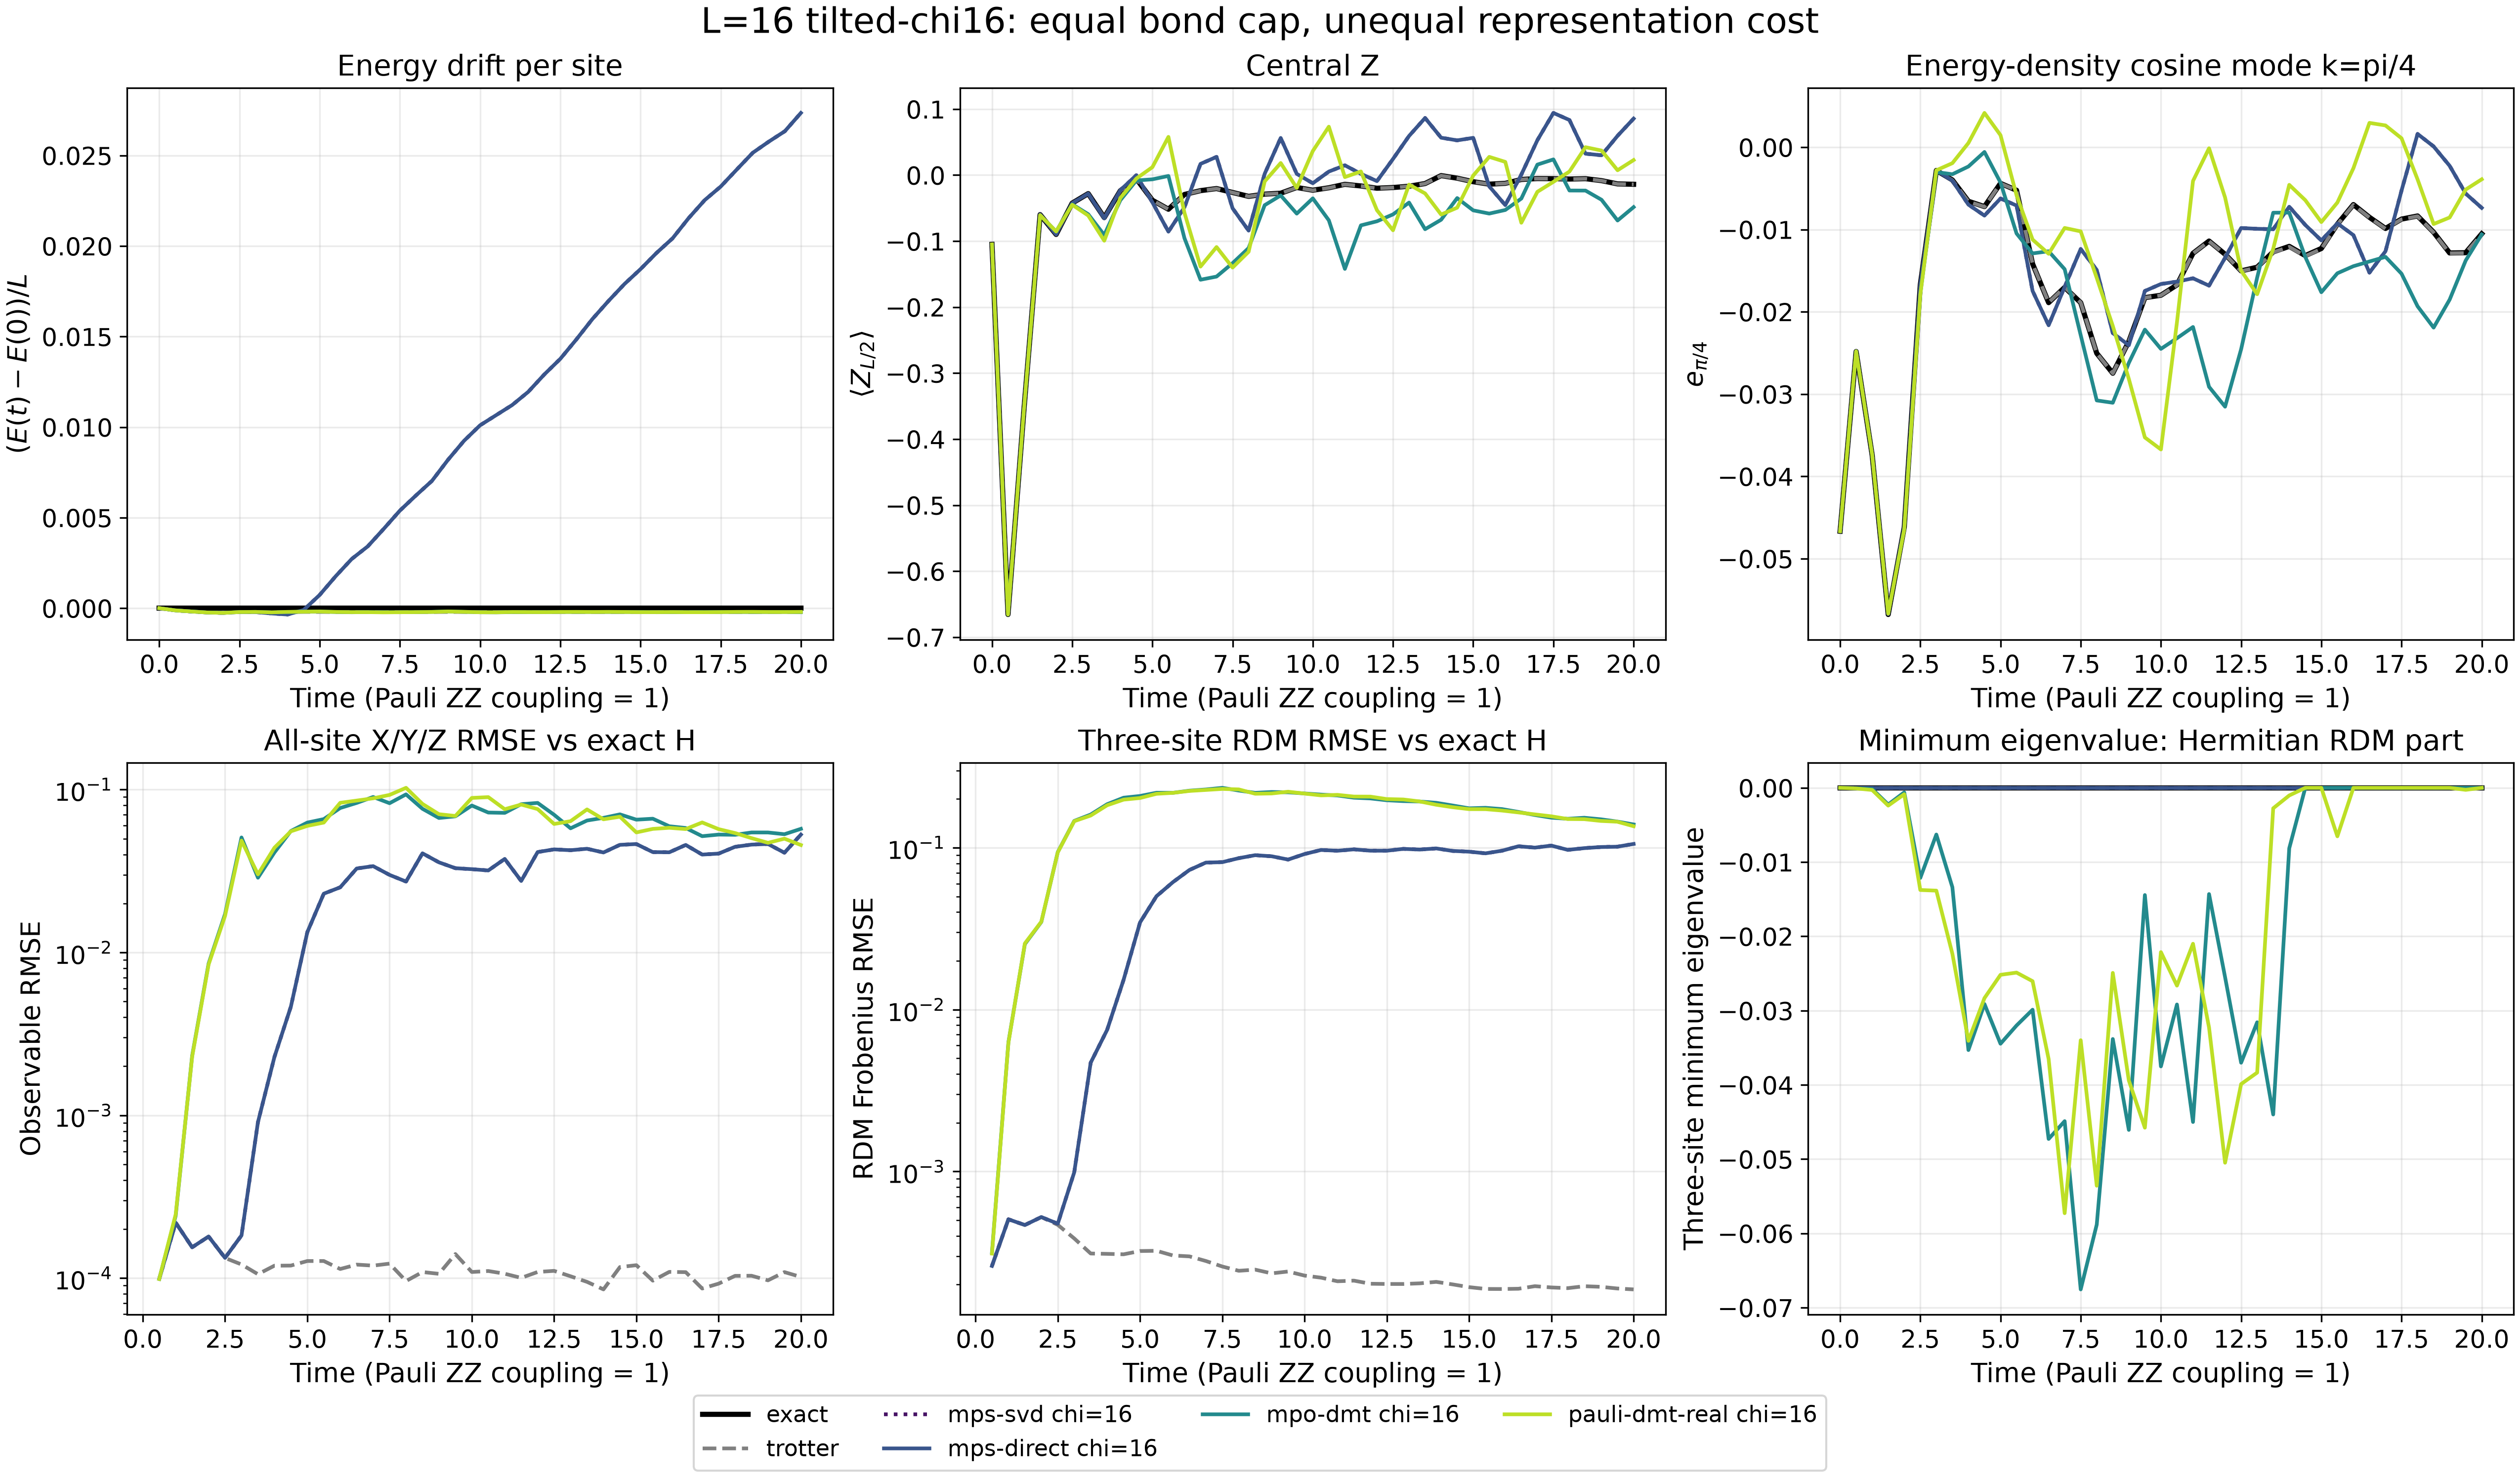 L=16 tilted-chi16: equal bond cap, unequal representation cost
Energy drift per site
(E(t) − E(0))/L
0.025
0.020
0.015
0.010
0.005
0.000
0.0 2.5 5.0 7.5 10.0 12.5 15.0 17.5 20.0
Time (Pauli ZZ coupling = 1)
Central Z
⟨Z_{L/2}⟩
0.1
0.0
−0.1
−0.2
−0.3
−0.4
−0.5
−0.6
−0.7
0.0 2.5 5.0 7.5 10.0 12.5 15.0 17.5 20.0
Time (Pauli ZZ coupling = 1)
Energy-density cosine mode k=pi/4
e_{π/4}
0.00
−0.01
−0.02
−0.03
−0.04
−0.05
0.0 2.5 5.0 7.5 10.0 12.5 15.0 17.5 20.0
Time (Pauli ZZ coupling = 1)
All-site X/Y/Z RMSE vs exact H
Observable RMSE
10⁻¹
10⁻²
10⁻³
10⁻⁴
0.0 2.5 5.0 7.5 10.0 12.5 15.0 17.5 20.0
Time (Pauli ZZ coupling = 1)
Three-site RDM RMSE vs exact H
RDM Frobenius RMSE
10⁻¹
10⁻²
10⁻³
0.0 2.5 5.0 7.5 10.0 12.5 15.0 17.5 20.0
Time (Pauli ZZ coupling = 1)
Minimum eigenvalue: Hermitian RDM part
Three-site minimum eigenvalue
0.00
−0.01
−0.02
−0.03
−0.04
−0.05
−0.06
−0.07
0.0 2.5 5.0 7.5 10.0 12.5 15.0 17.5 20.0
Time (Pauli ZZ coupling = 1)
exact
trotter
mps-svd chi=16
mps-direct chi=16
mpo-dmt chi=16
pauli-dmt-real chi=16